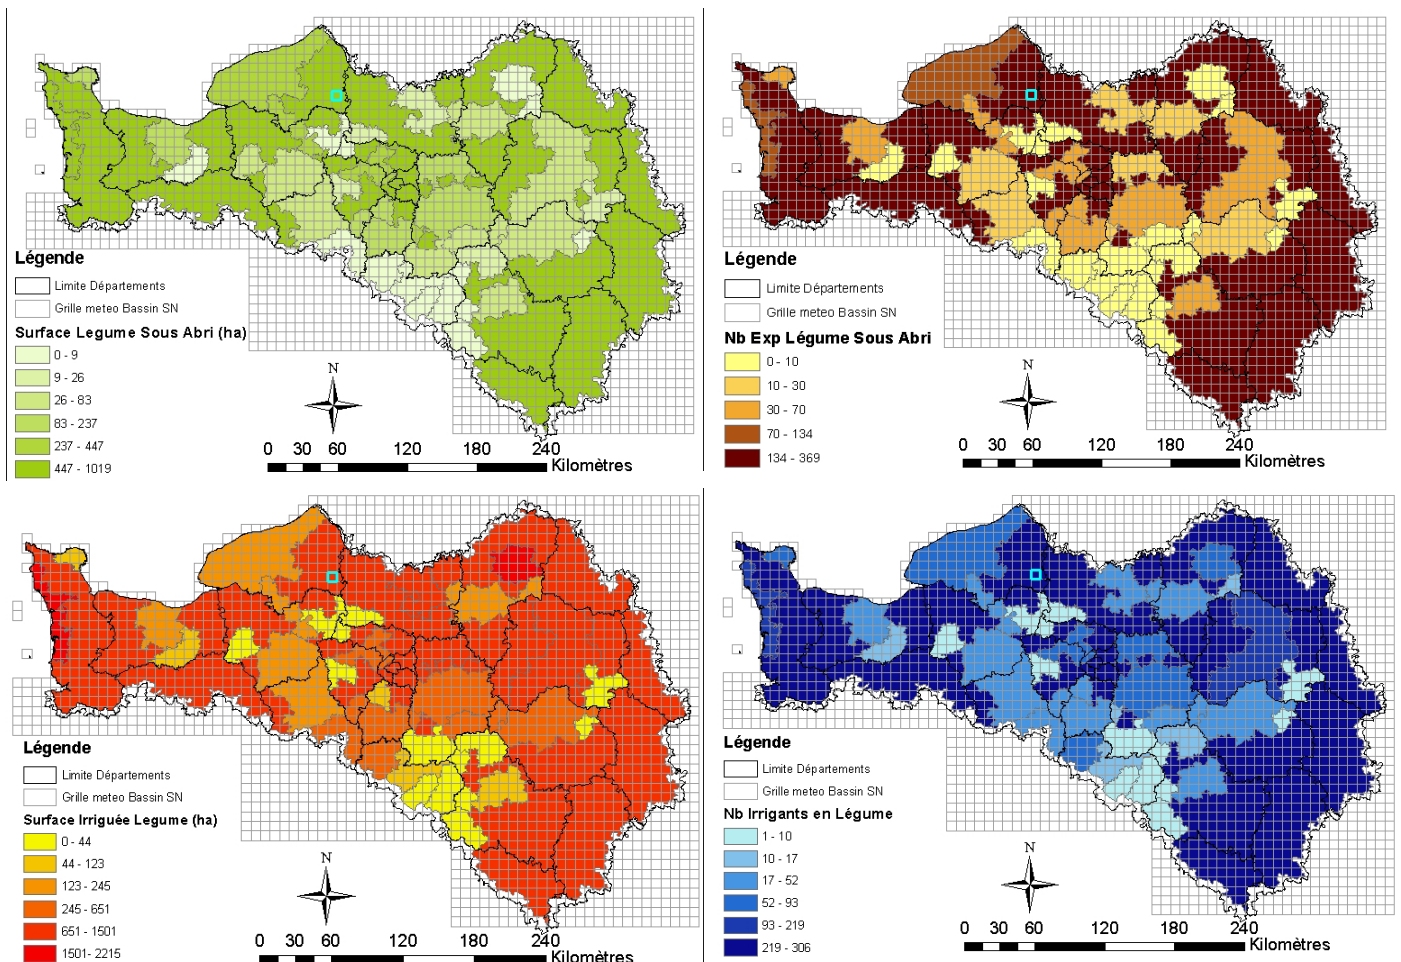 Légende
Limite Départements
Grille meteo Bassin SN
Surface Legume Sous Abri (ha)
0 - 9
9 - 26
26 - 83
83 - 237
237 - 447
447 - 1019
N
0 30 60 120 180 240
Kilomètres
Légende
Limite Départements
Grille meteo Bassin SN
Nb Exp Légume Sous Abri
0 - 10
10 - 30
30 - 70
70 - 134
134 - 369
N
0 30 60 120 180 240
Kilomètres
Légende
Limite Départements
Grille meteo Bassin SN
Surface Irriguée Legume (ha)
0 - 44
44 - 123
123 - 245
245 - 651
651 - 1501
1501- 2215
N
0 30 60 120 180 240
Kilomètres
Légende
Limite Départements
Grille meteo Bassin SN
Nb Irrigants en Légume
1 - 10
10 - 17
17 - 52
52 - 93
93 - 219
219 - 306
N
0 30 60 120 180 240
Kilomètres